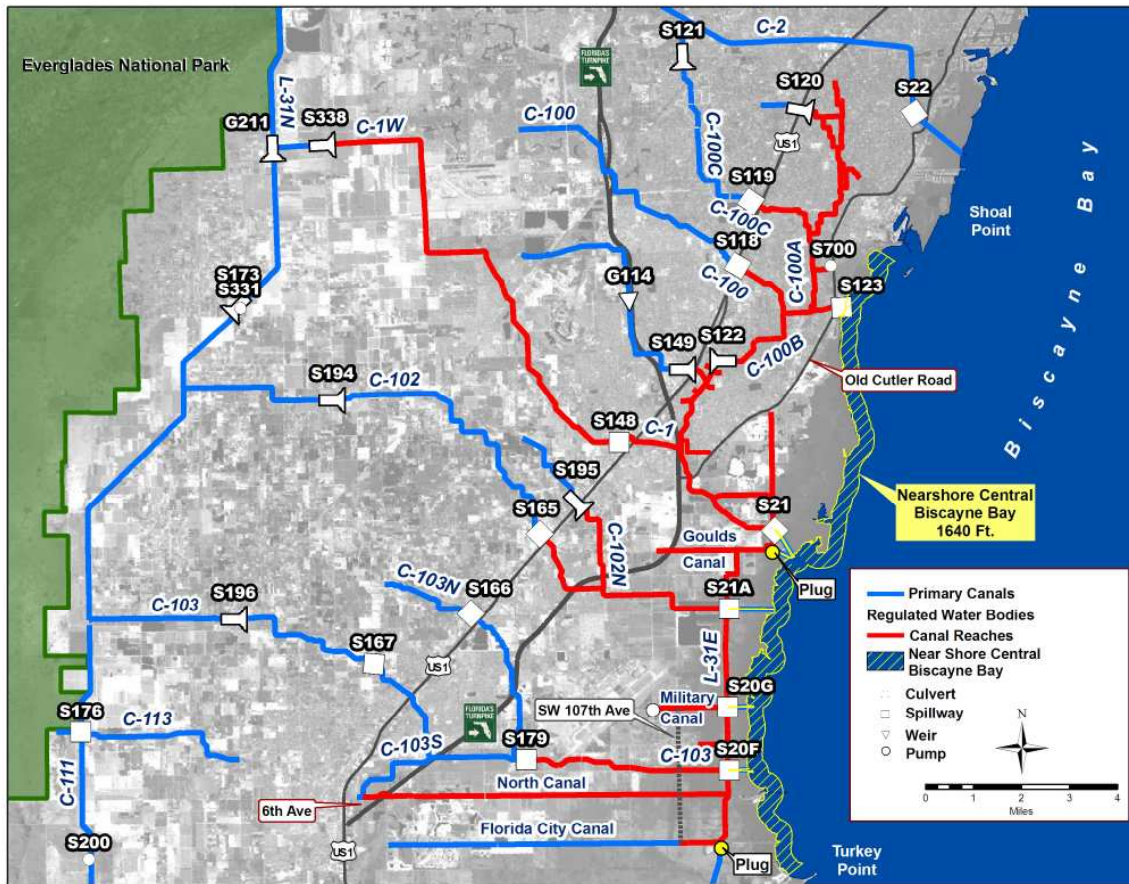 Everglades National Park
L-31N
G211
S338
C-1W
FLORIDA'S
TURNPIKE
S121
C-2
S120
S22
C-100
C-100C
US1
S119
C-100C
S118
C-100
C-100A
S700
S123
Shoal
Point
Biscayne Bay
G114
S173
S331
S149
S122
C-100B
Old Cutler Road
S194
C-102
S148
C-1
S195
S165
C-102N
S21
Nearshore Central
Biscayne Bay
1640 Ft.
Goulds
Canal
Plug
C-103N
S166
S21A
S196
C-103
S167
US1
L-31E
S20G
Military
Canal
SW 107th Ave
FLORIDA'S
TURNPIKE
S176
C-113
C-103S
S179
C-103
S20F
C-111
North Canal
6th Ave
S200
US1
Florida City Canal
Plug
Turkey
Point
Primary Canals
Regulated Water Bodies
Canal Reaches
Near Shore Central
Biscayne Bay
Culvert
Spillway
Weir
Pump
N
0 1 2 3 4
Miles